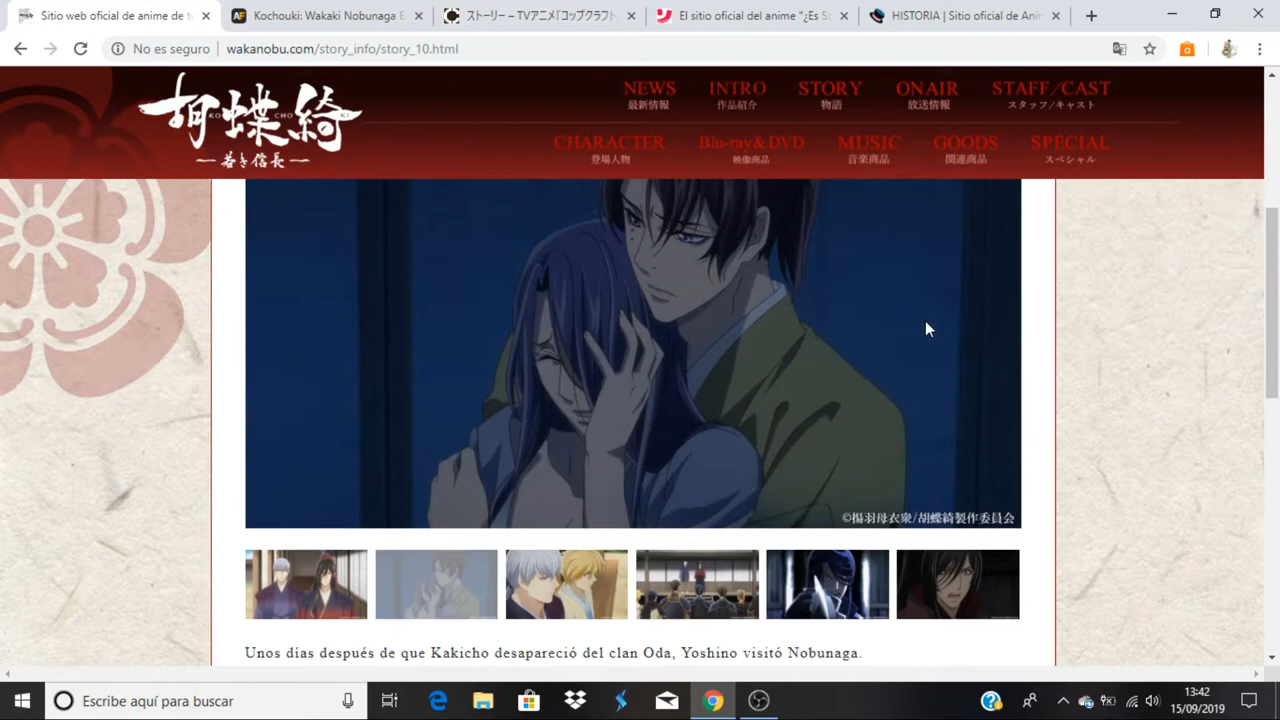 Sitio web oficial de anime de t
Kochouki: Wakaki Nobunaga E
ストーリー – TVアニメ『コップクラフト
El sitio oficial del anime "¿Es S
HISTORIA | Sitio oficial de Anim
No es seguro
wakanobu.com/story_info/story_10.html
胡蝶綺
KO CHO KI
若き信長
NEWS
最新情報
INTRO
作品紹介
STORY
物語
ONAIR
放送情報
STAFF/CAST
スタッフ/キャスト
CHARACTER
登場人物
Blu-ray&DVD
映像商品
MUSIC
音楽商品
GOODS
関連商品
SPECIAL
スペシャル
©揚羽母衣衆/胡蝶綺製作委員会
Unos días después de que Kakicho desapareció del clan Oda, Yoshino visitó Nobunaga.
Escribe aquí para buscar
13:42
15/09/2019